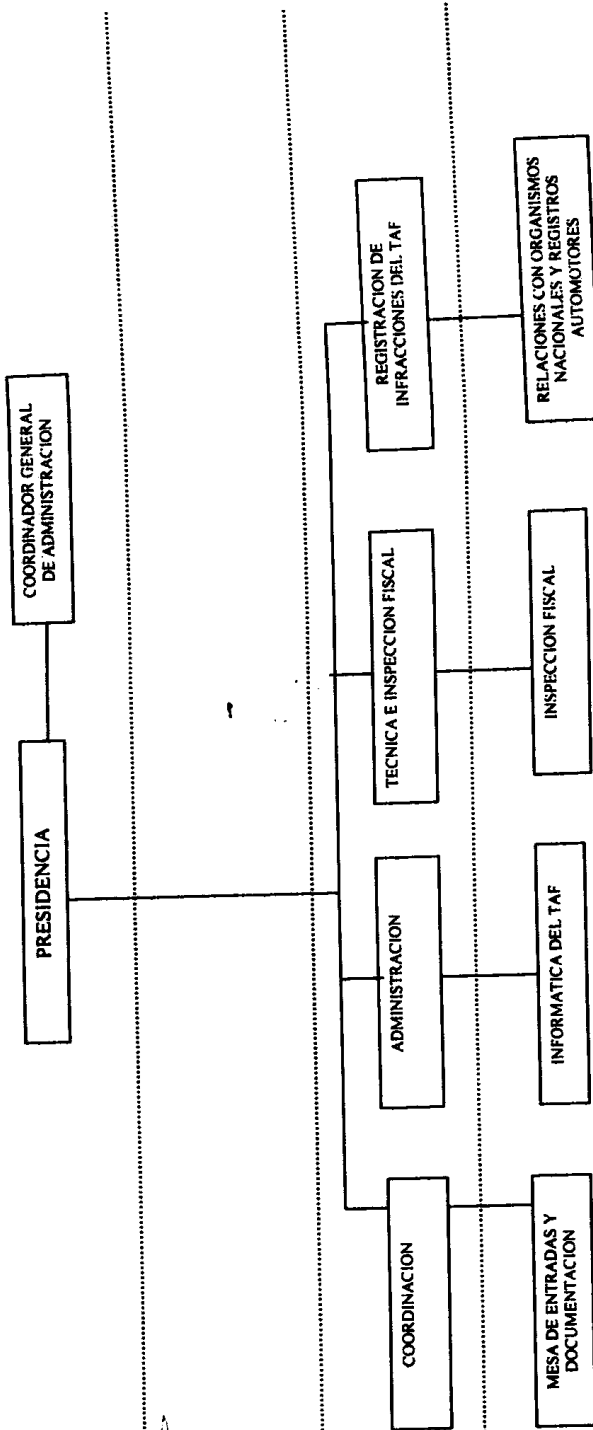 PRESIDENCIA
COORDINADOR GENERAL
DE ADMINISTRACION
COORDINACION
ADMINISTRACION
TECNICA E INSPECCION FISCAL
REGISTRACION DE
INFRACCIONES DEL TAF
MESA DE ENTRADAS Y
DOCUMENTACION
INFORMATICA DEL TAF
INSPECCION FISCAL
RELACIONES CON ORGANISMOS
NACIONALES Y REGISTROS
AUTOMOTORES